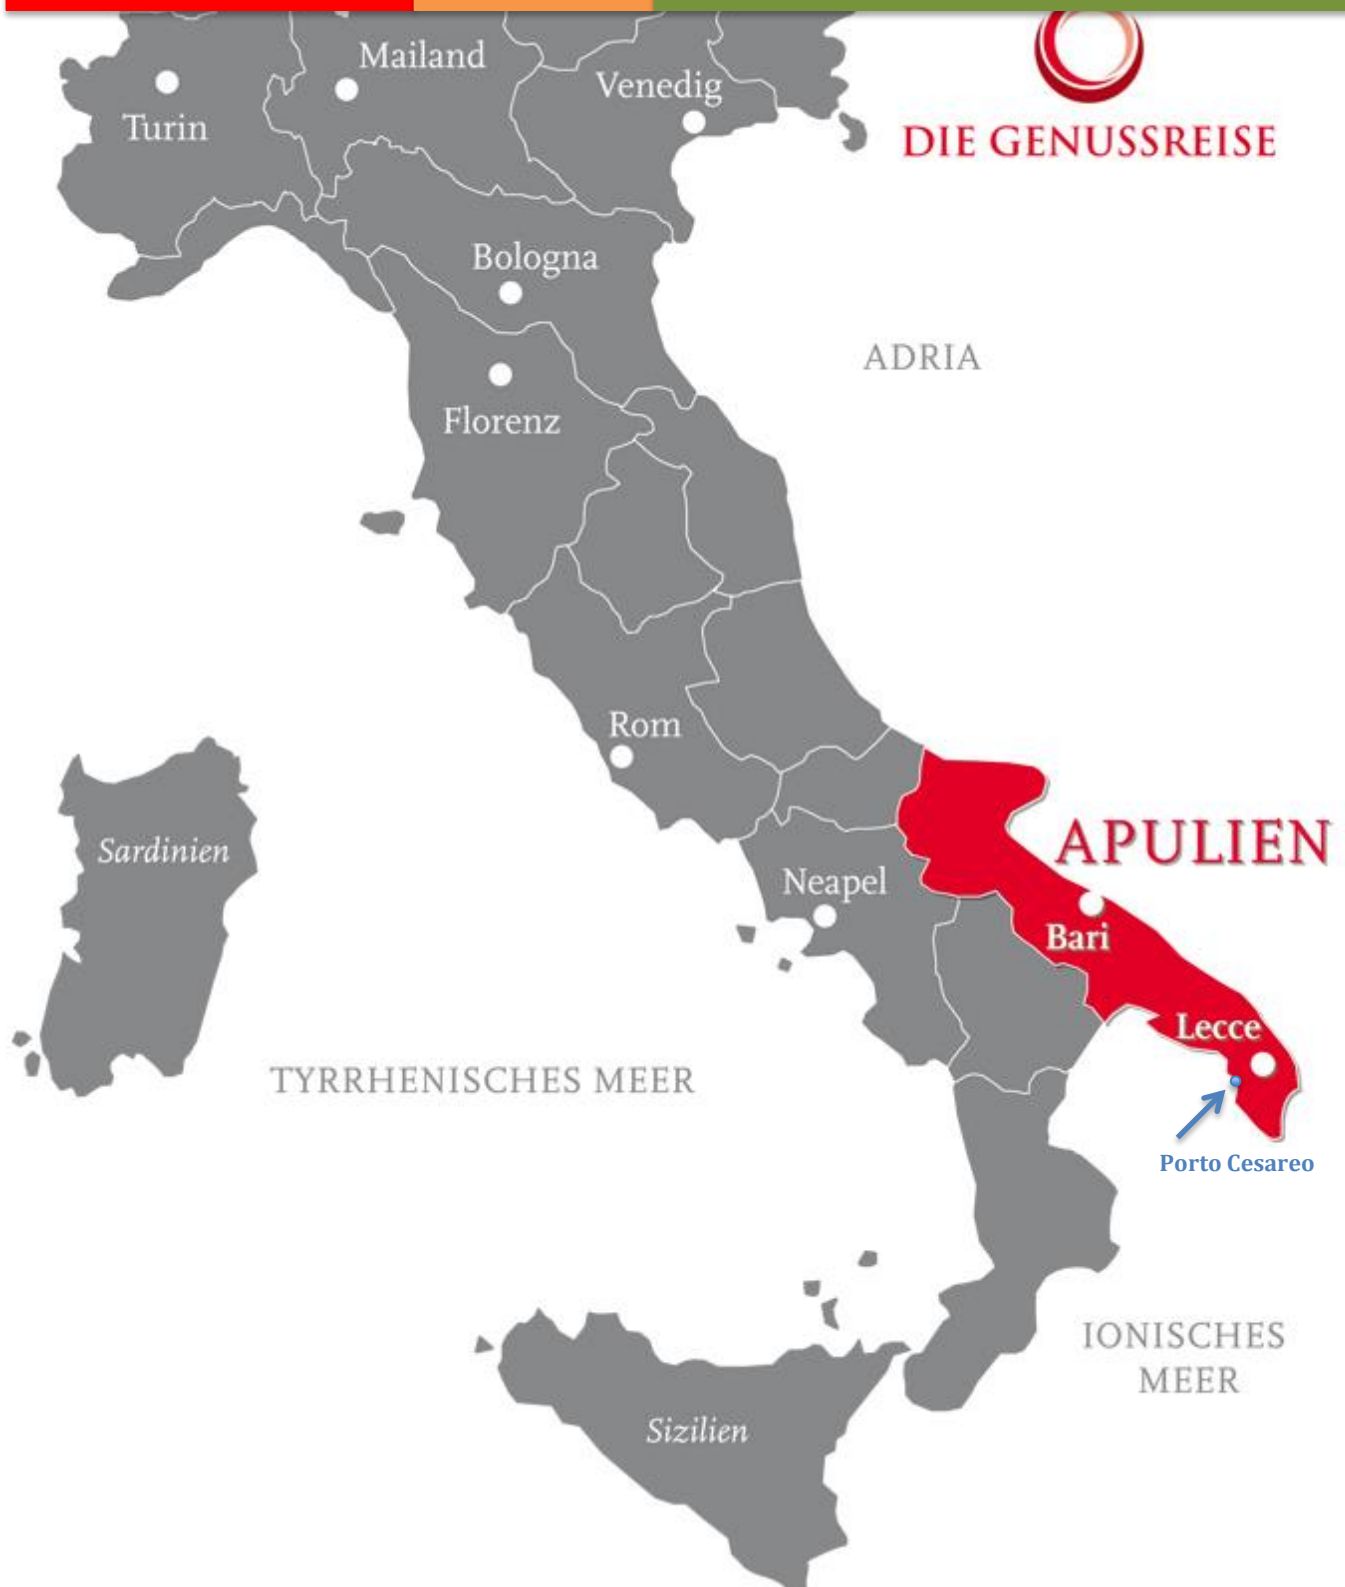 Mailand
Venedig
Turin
DIE GENUSSREISE
Bologna
ADRIA
Florenz
Rom
APULIEN
Sardinien
Neapel
Bari
Lecce
TYRRHENISCHES MEER
Porto Cesareo
IONISCHES
MEER
Sizilien